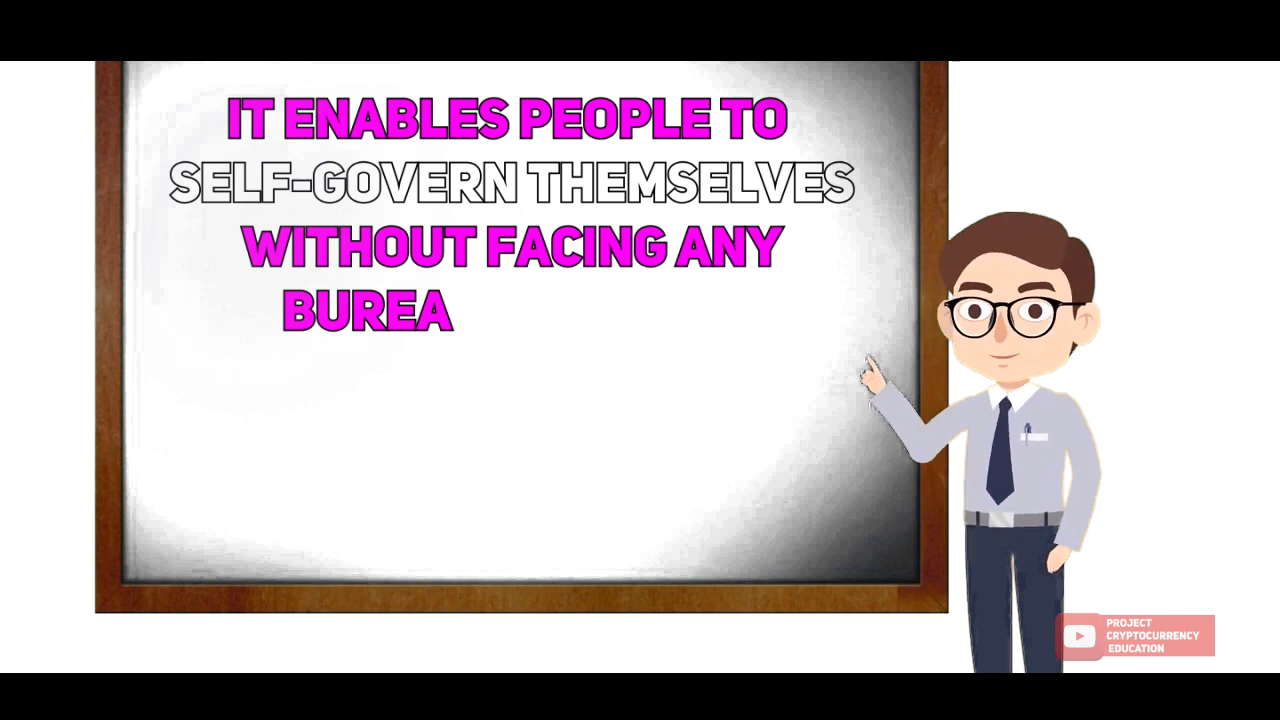 IT ENABLES PEOPLE TO
SELF-GOVERN THEMSELVES
WITHOUT FACING ANY
BUREA
PROJECT
CRYPTOCURRENCY
EDUCATION